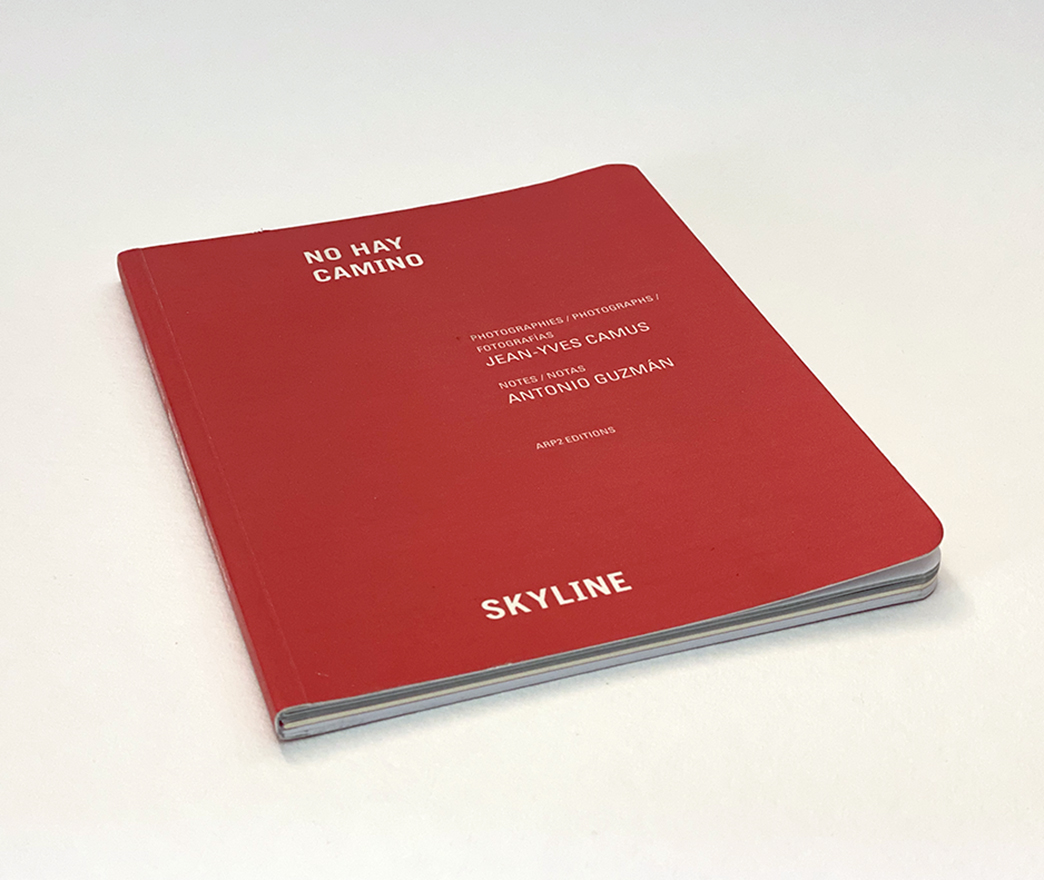 NO HAY
CAMINO
PHOTOGRAPHIES / PHOTOGRAPHS /
FOTOGRAFÍAS
JEAN-YVES CAMUS
NOTES / NOTAS
ANTONIO GUZMÁN
ARP2 EDITIONS
SKYLINE